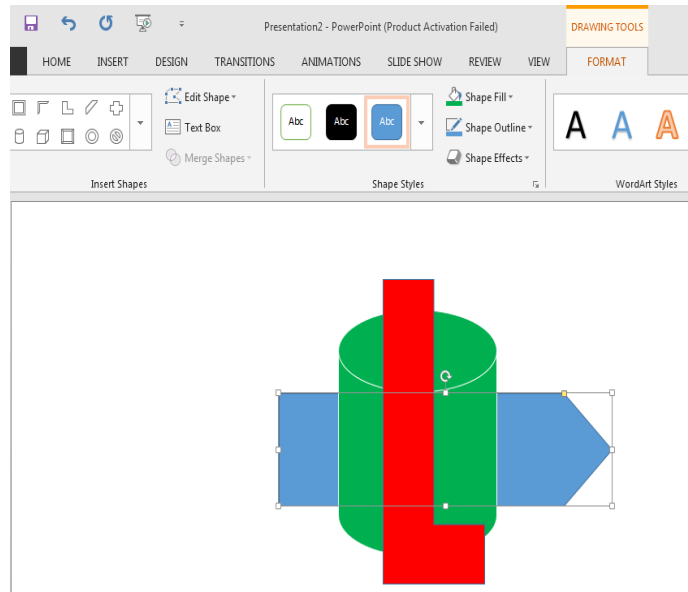 Presentation2 - PowerPoint (Product Activation Failed)
DRAWING TOOLS
HOME INSERT DESIGN TRANSITIONS ANIMATIONS SLIDE SHOW REVIEW VIEW FORMAT
Edit Shape
Text Box
Merge Shapes
Insert Shapes
Abc Abc Abc
Shape Fill
Shape Outline
Shape Effects
Shape Styles
A A A
WordArt Styles